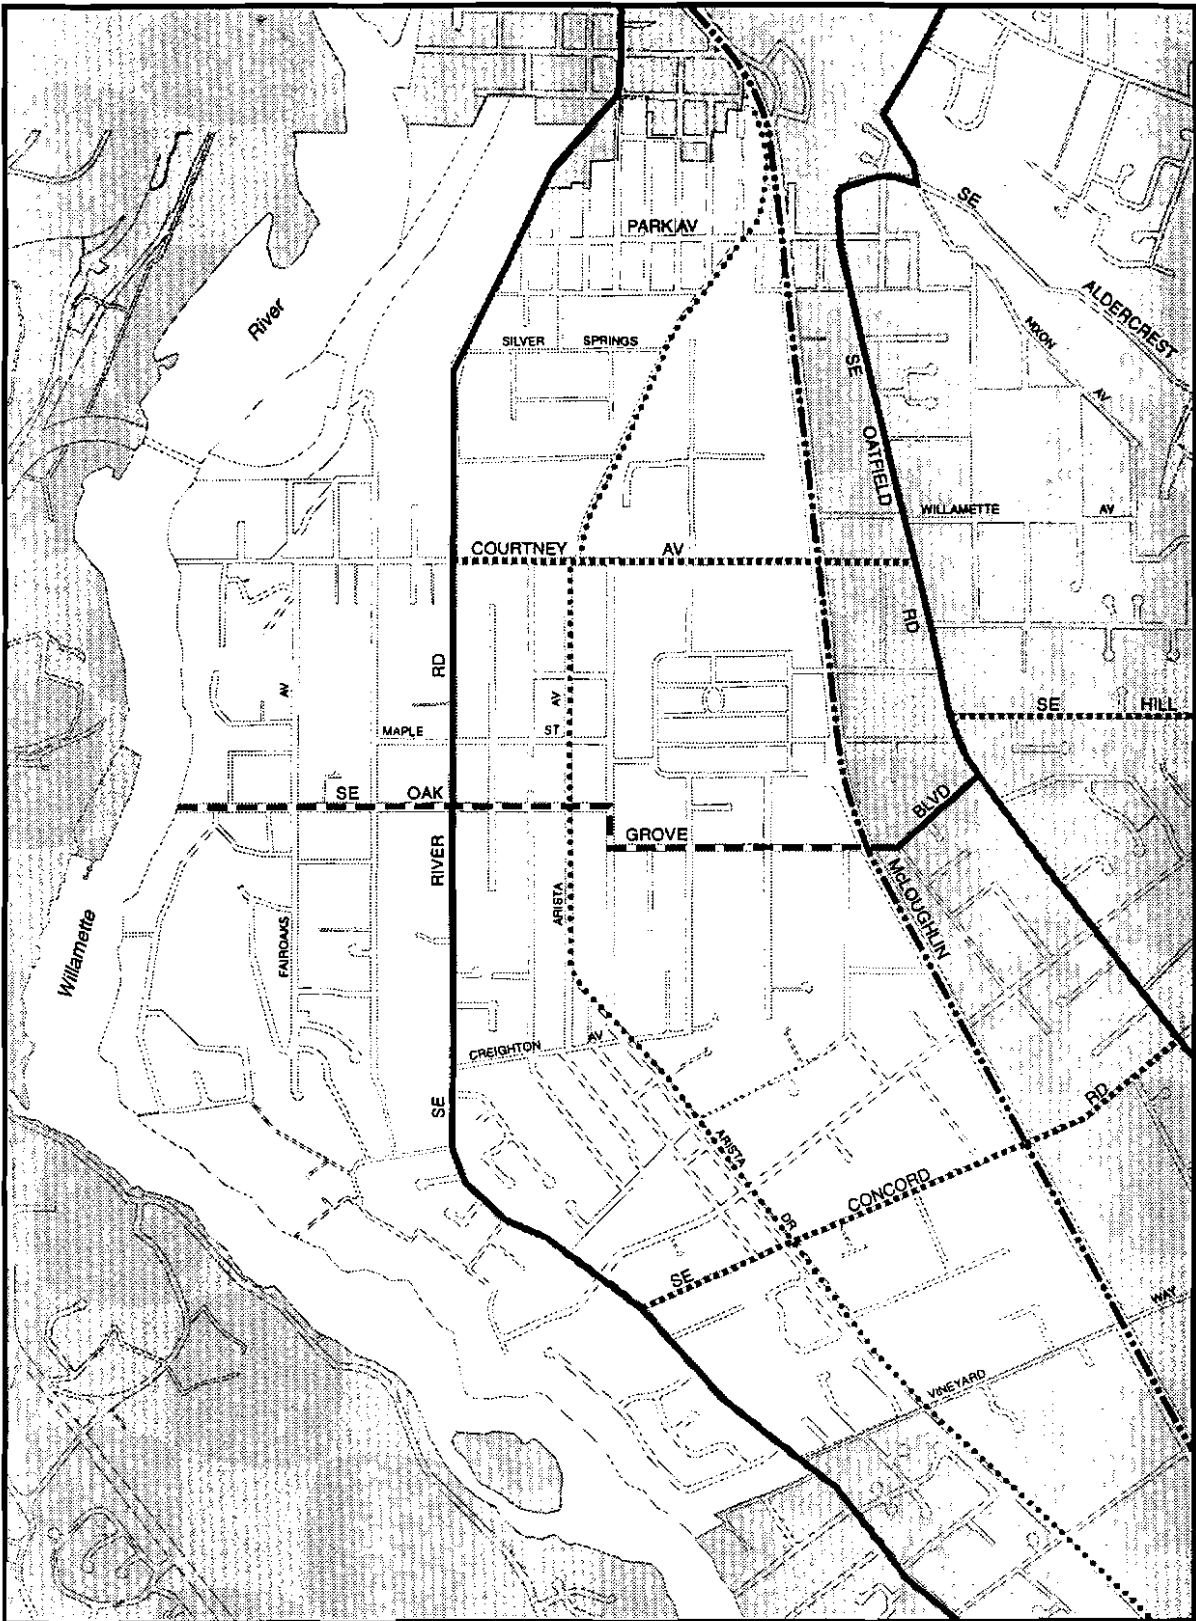 SE
PARK AV
ALDERCREST
River
NIXON
SILVER SPRINGS
SE
AV
OATFIELD
WILLAMETTE AV
COURTNEY AV
RD
RD
AV
AV
SE HILL
MAPLE ST
SE OAK
BLVD
GROVE
RIVER
McLOUGHLIN
ARISTA
FAIROAKS
Willamette
AV
CREIGHTON
SE
RD
ARISTA
CONCORD
DR
SE
WAY
VINEYARD